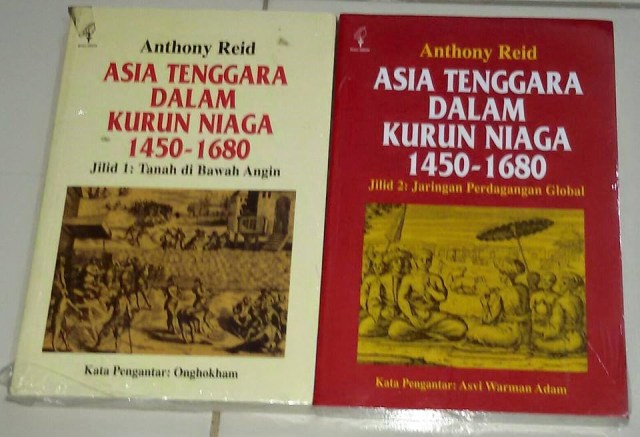 Anthony Reid
ASIA TENGGARA
DALAM
KURUN NIAGA
1450-1680
Jilid 1: Tanah di Bawah Angin
Kata Pengantar: Onghokham
Anthony Reid
ASIA TENGGARA
DALAM
KURUN NIAGA
1450-1680
Jilid 2: Jaringan Perdagangan Global
Kata Pengantar: Asvi Warman Adam